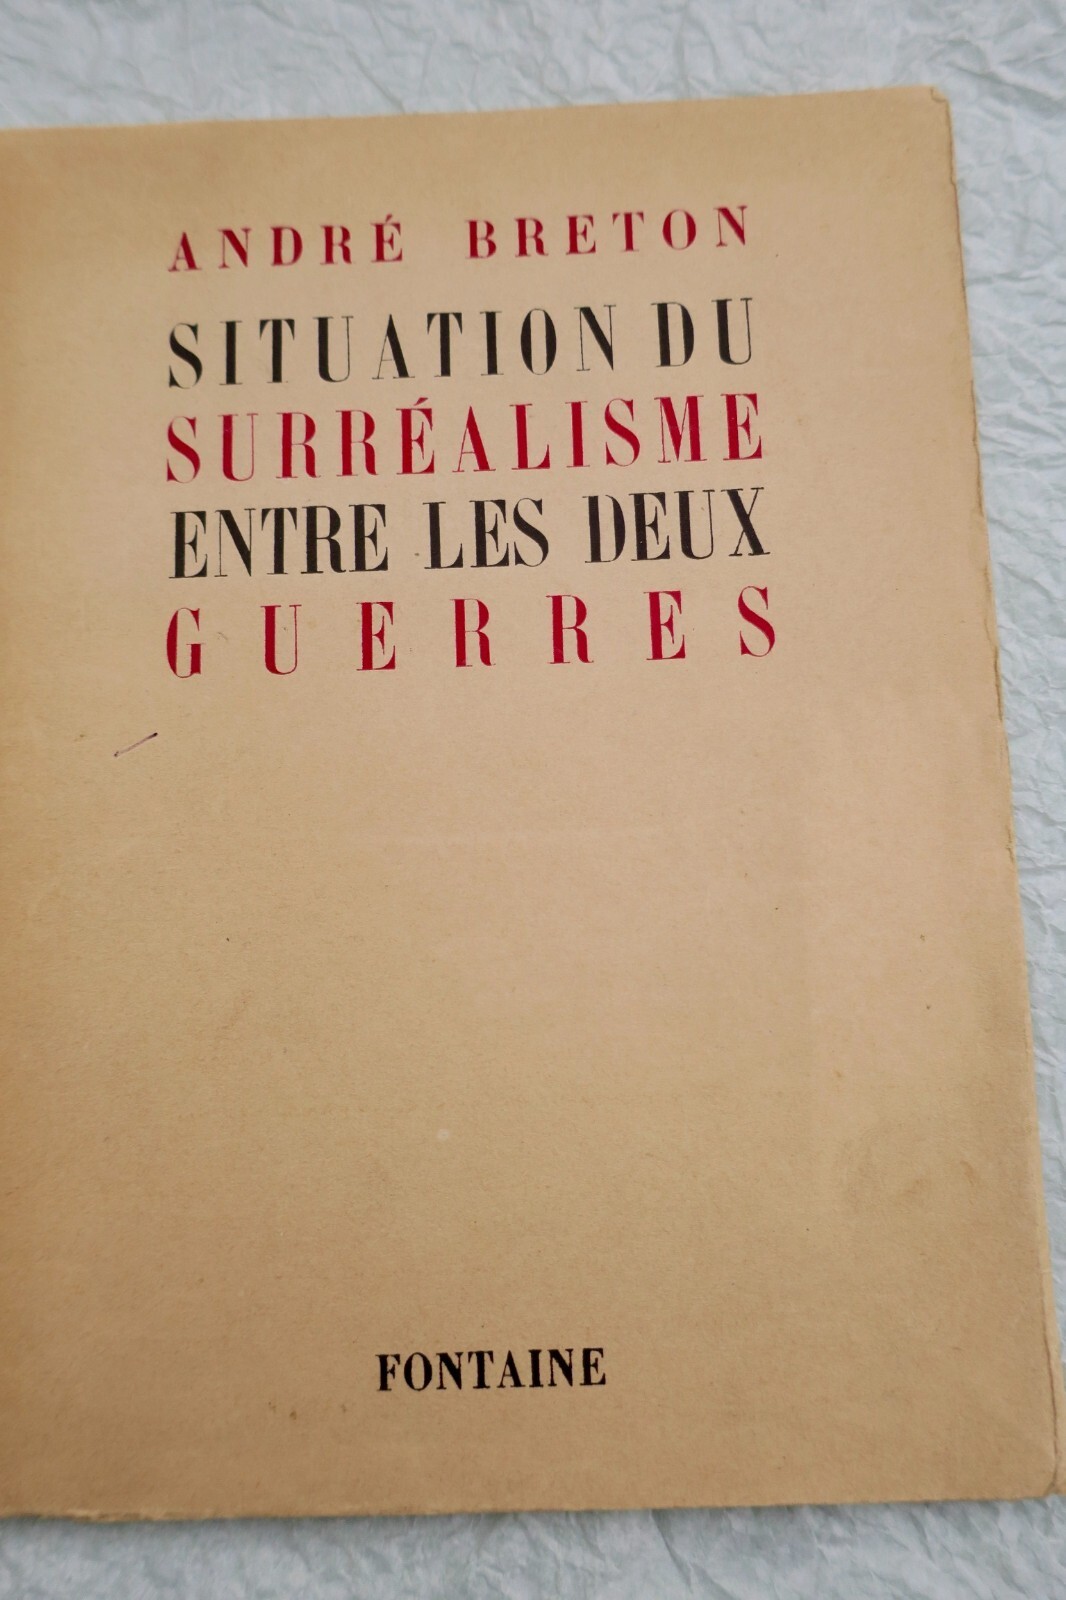 ANDRÉ BRETON
SITUATION DU
SURRÉALISME
ENTRE LES DEUX
GUERRES
FONTAINE